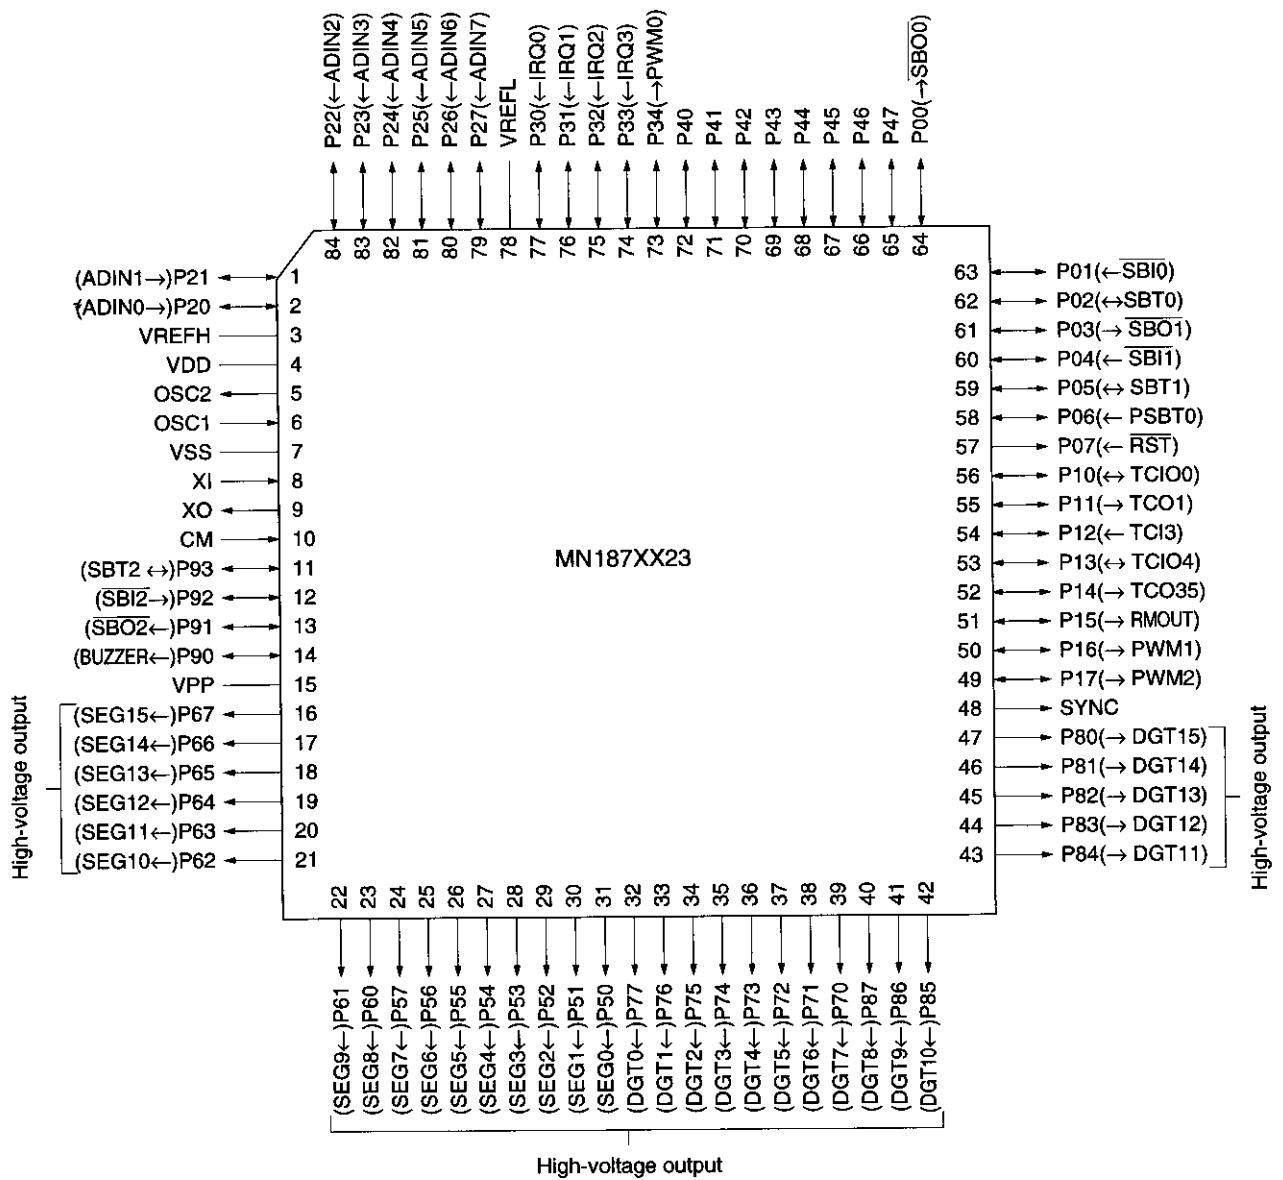 P22(←ADIN2)
P23(←ADIN3)
P24(←ADIN4)
P25(←ADIN5)
P26(←ADIN6)
P27(←ADIN7)
VREFL
P30(←IRQ0)
P31(←IRQ1)
P32(←IRQ2)
P33(←IRQ3)
P34(→PWM0)
P40
P41
P42
P43
P44
P45
P46
P47
P00(→SBO0)
84 83 82 81 80 79 78 77 76 75 74 73 72 71 70 69 68 67 66 65 64
(ADIN1→)P21 1
(ADIN0→)P20 2
VREFH 3
VDD 4
OSC2 5
OSC1 6
VSS 7
XI 8
XO 9
CM 10
(SBT2 ↔)P93 11
(SBI2→)P92 12
(SBO2←)P91 13
(BUZZER←)P90 14
VPP 15
(SEG15←)P67 16
(SEG14←)P66 17
(SEG13←)P65 18
(SEG12←)P64 19
(SEG11←)P63 20
(SEG10←)P62 21
High-voltage output
MN187XX23
63 P01(←SBI0)
62 P02(↔SBT0)
61 P03(→ SBO1)
60 P04(← SBI1)
59 P05(↔ SBT1)
58 P06(← PSBT0)
57 P07(← RST)
56 P10(↔ TCIO0)
55 P11(→ TCO1)
54 P12(← TCI3)
53 P13(↔ TCIO4)
52 P14(→ TCO35)
51 P15(→ RMOUT)
50 P16(→ PWM1)
49 P17(→ PWM2)
48 SYNC
47 P80(→ DGT15)
46 P81(→ DGT14)
45 P82(→ DGT13)
44 P83(→ DGT12)
43 P84(→ DGT11)
High-voltage output
22 23 24 25 26 27 28 29 30 31 32 33 34 35 36 37 38 39 40 41 42
(SEG9←)P61
(SEG8←)P60
(SEG7←)P57
(SEG6←)P56
(SEG5←)P55
(SEG4←)P54
(SEG3←)P53
(SEG2←)P52
(SEG1←)P51
(SEG0←)P50
(DGT0←)P77
(DGT1←)P76
(DGT2←)P75
(DGT3←)P74
(DGT4←)P73
(DGT5←)P72
(DGT6←)P71
(DGT7←)P70
(DGT8←)P87
(DGT9←)P86
(DGT10←)P85
High-voltage output